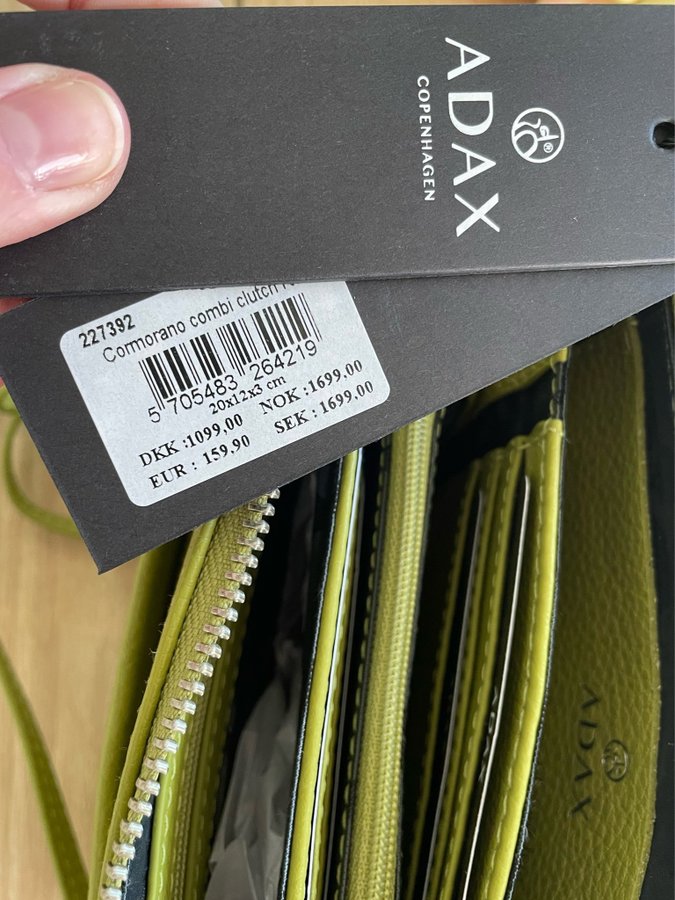 ADAX
COPENHAGEN
227392
Cormorano combi clutch
5 705483 264219
20x12x3 cm
DKK :1099,00 NOK :1699.00
EUR : 159,90 SEK : 1699.00
ADAX